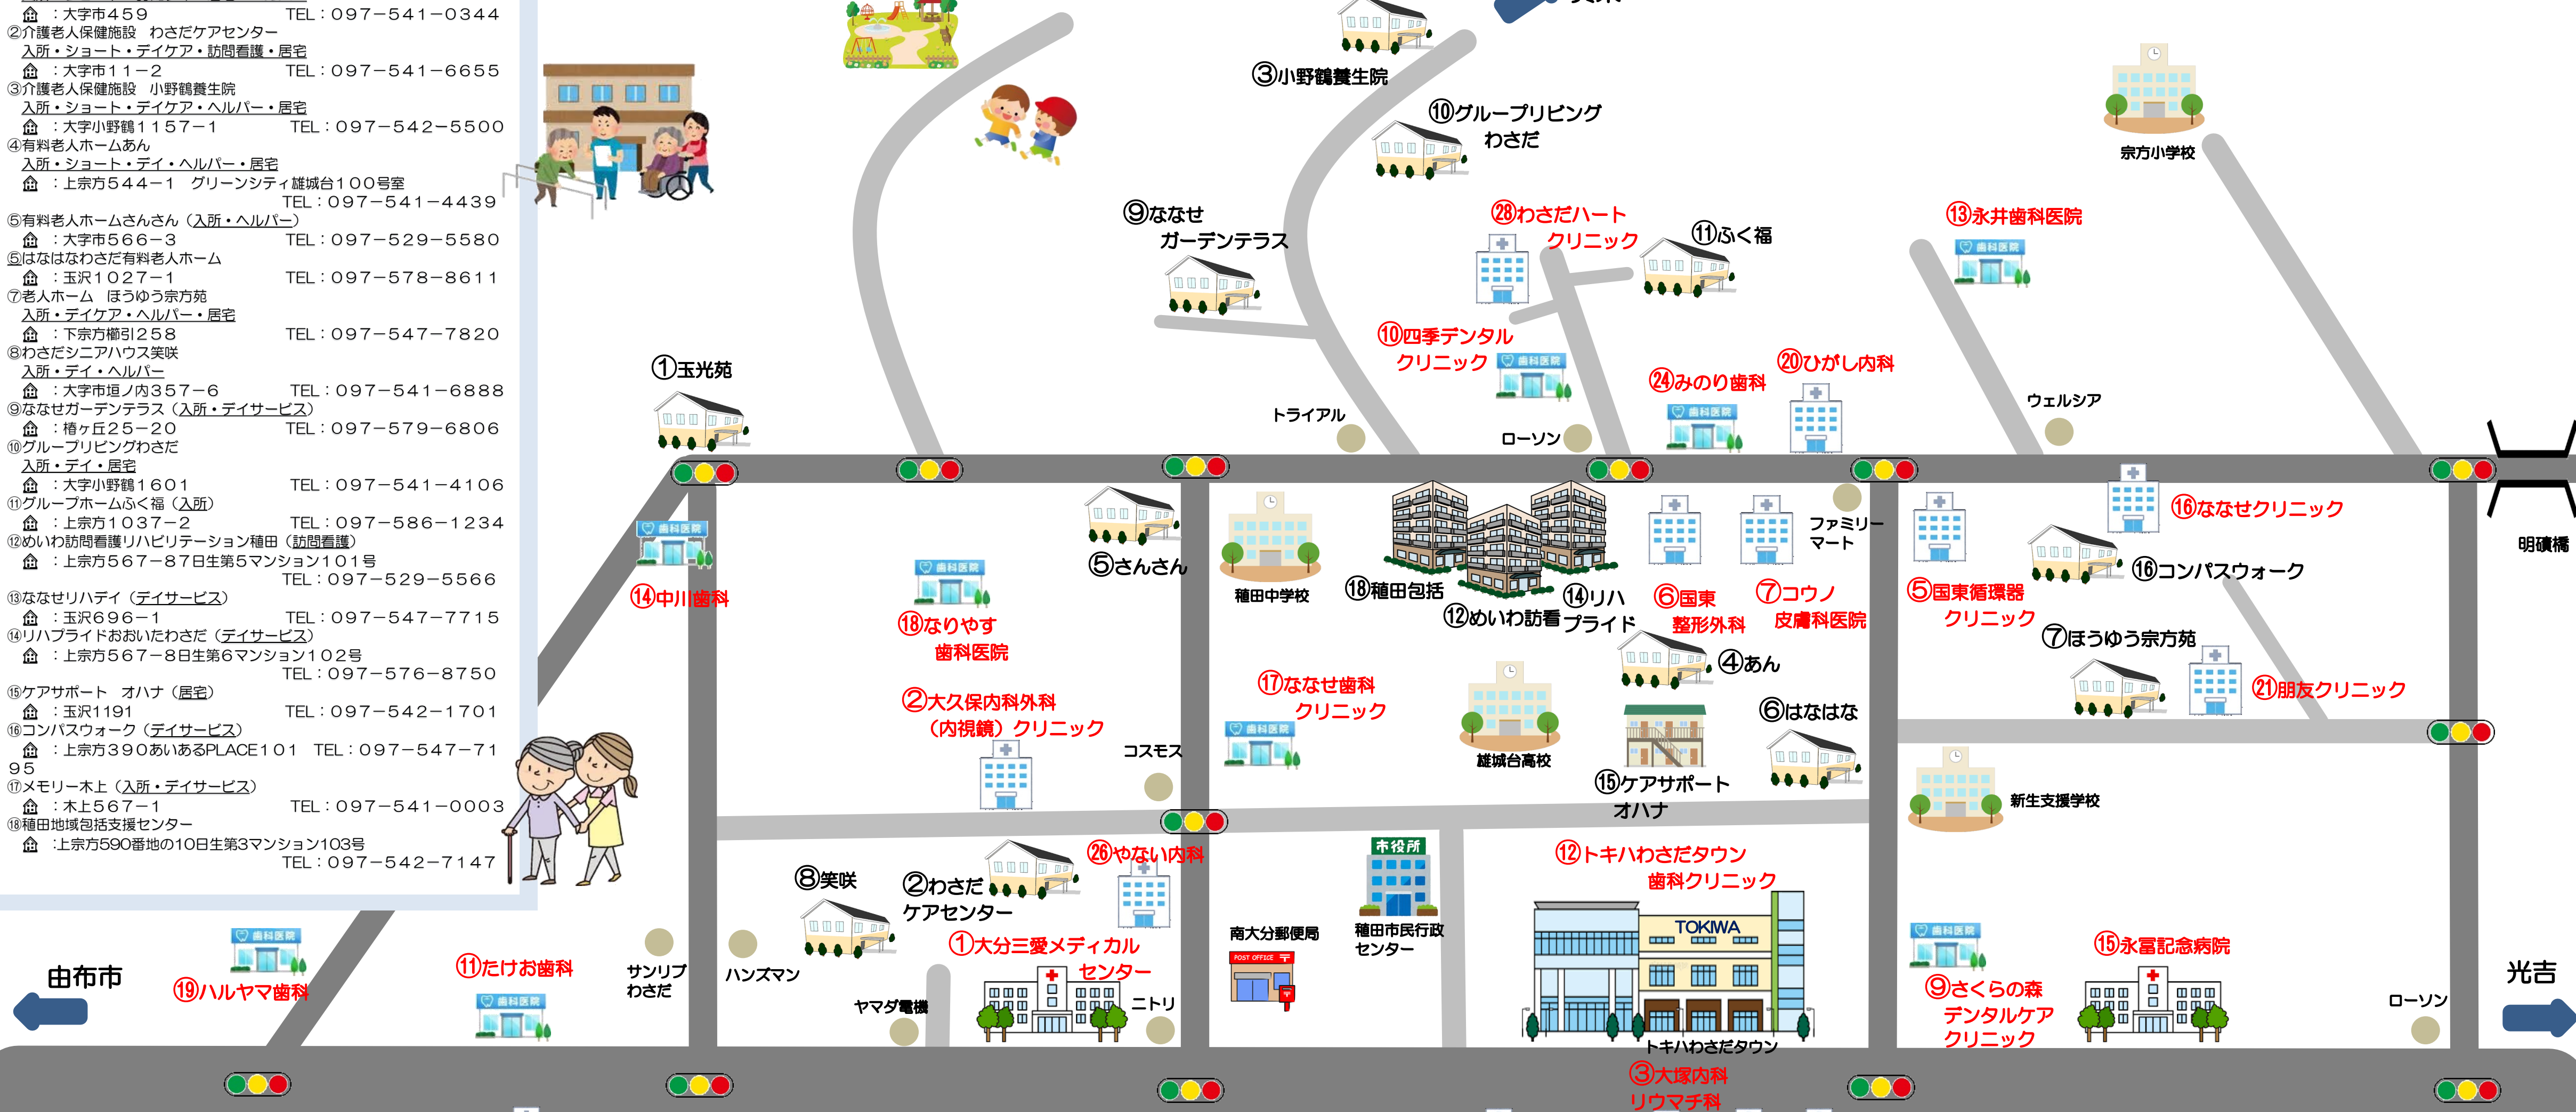 ：大字市４５９　TEL：０９７－５４１－０３４４
②介護老人保健施設　わさだケアセンター
入所・ショート・デイケア・訪問看護・居宅
：大字市１１－２　TEL：０９７－５４１－６６５５
③介護老人保健施設　小野鶴養生院
入所・ショート・デイケア・ヘルパー・居宅
：大字小野鶴１１５７－１　TEL：０９７－５４２－５５００
④有料老人ホームあん
入所・ショート・デイ・ヘルパー・居宅
：上宗方５４４－１　グリーンシティ雄城台１００号室
TEL：０９７－５４１－４４３９
⑤有料老人ホームさんさん（入所・ヘルパー）
：大字市５６６－３　TEL：０９７－５２９－５５８０
⑤はなはなわさだ有料老人ホーム
：玉沢１０２７－１　TEL：０９７－５７８－８６１１
⑦老人ホーム　ほうゆう宗方苑
入所・デイケア・ヘルパー・居宅
：下宗方櫛引２５８　TEL：０９７－５４７－７８２０
⑧わさだシニアハウス笑咲
入所・デイ・ヘルパー
：大字市垣ノ内３５７－６　TEL：０９７－５４１－６８８８
⑨ななせガーデンテラス（入所・デイサービス）
：椿ヶ丘２５－２０　TEL：０９７－５７９－６８０６
⑩グループリビングわさだ
入所・デイ・居宅
：大字小野鶴１６０１　TEL：０９７－５４１－４１０６
⑪グループホームふく福（入所）
：上宗方１０３７－２　TEL：０９７－５８６－１２３４
⑫めいわ訪問看護リハビリテーション稙田（訪問看護）
：上宗方５６７－８７日生第５マンション１０１号
TEL：０９７－５２９－５５６６
⑬ななせリハデイ（デイサービス）
：玉沢６９６－１　TEL：０９７－５４７－７７１５
⑭リハプライドおおいたわさだ（デイサービス）
：上宗方５６７－８日生第６マンション１０２号
TEL：０９７－５７６－８７５０
⑮ケアサポート　オハナ（居宅）
：玉沢1191　TEL：０９７－５４２－１７０１
⑯コンパスウォーク（デイサービス）
：上宗方３９０あいあるPLACE１０１　TEL：０９７－５４７－７１
９５
⑰メモリー木上（入所・デイサービス）
：木上５６７－１　TEL：０９７－５４１－０００３
⑱稙田地域包括支援センター
:上宗方590番地の10日生第3マンション103号
TEL：０９７－５４２－７１４７
③小野鶴養生院
⑩グループリビング
わさだ
宗方小学校
⑨ななせ
ガーデンテラス
㉘わさだハート
クリニック
⑪ふく福
⑬永井歯科医院
歯科医院
⑩四季デンタル
クリニック
歯科医院
①玉光苑
㉔みのり歯科
歯科医院
⑳ひがし内科
トライアル
ローソン
ウェルシア
歯科医院
⑭中川歯科
⑤さんさん
歯科医院
⑱なりやす
歯科医院
稙田中学校
⑱稙田包括
⑫めいわ訪看
⑭リハ
プライド
⑥国東
整形外科
⑦コウノ
皮膚科医院
ファミリー
マート
⑤国東循環器
クリニック
⑯ななせクリニック
⑯コンパスウォーク
明磧橋
②大久保内科外科
（内視鏡）クリニック
コスモス
⑰ななせ歯科
クリニック
歯科医院
雄城台高校
④あん
⑮ケアサポート
オハナ
⑥はなはな
⑦ほうゆう宗方苑
㉑朋友クリニック
新生支援学校
⑧笑咲
②わさだ
ケアセンター
㉖やない内科
市役所
稙田市民行政
センター
⑫トキハわさだタウン
歯科クリニック
TOKIWA
トキハわさだタウン
歯科医院
⑲ハルヤマ歯科
由布市
⑪たけお歯科
歯科医院
サンリブ
わさだ
ハンズマン
ヤマダ電機
①大分三愛メディカル
センター
ニトリ
南大分郵便局
POST OFFICE 〒
歯科医院
⑨さくらの森
デンタルケア
クリニック
⑮永冨記念病院
ローソン
光吉
③大塚内科
リウマチ科